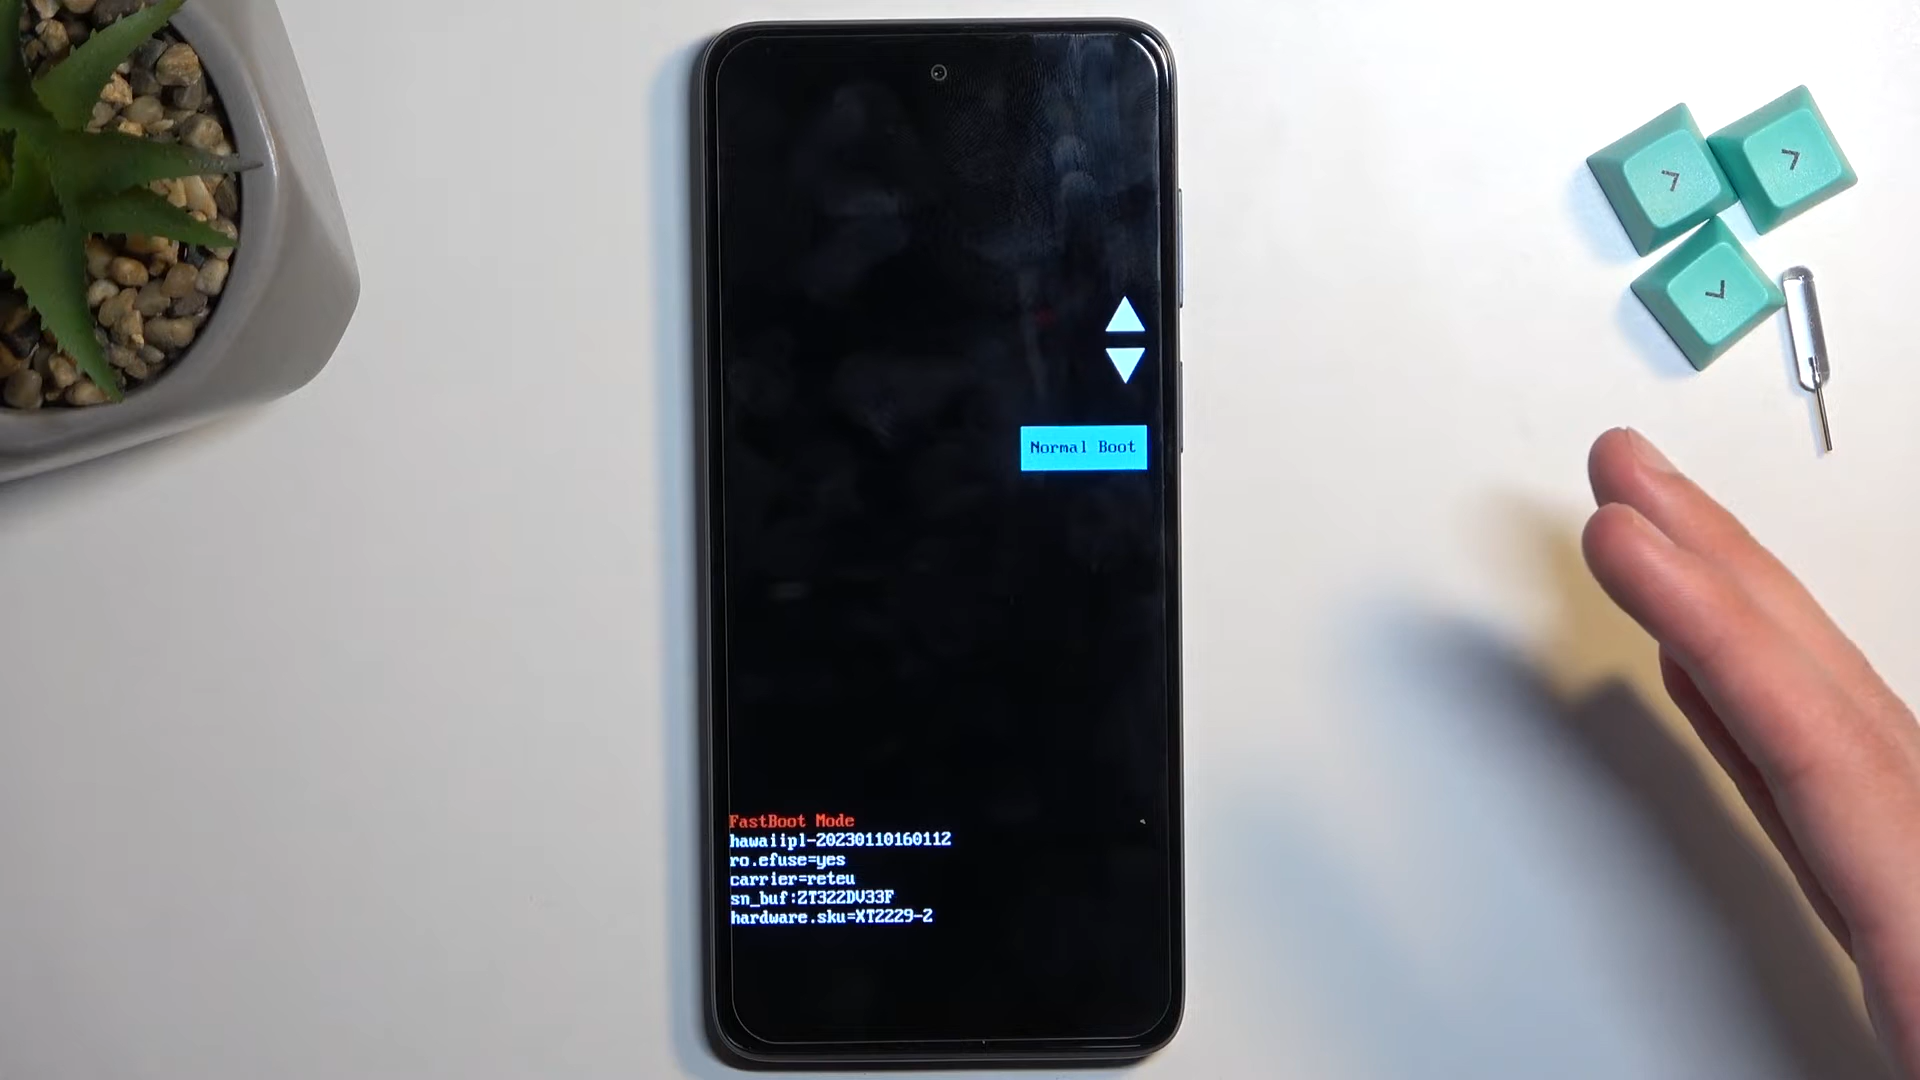 Normal Boot
FastBoot Mode
hawaiipl-20230110160112
ro.efuse=yes
carrier=reteu
sn_buf:ZT322DV33F
hardware.sku=XT2229-2